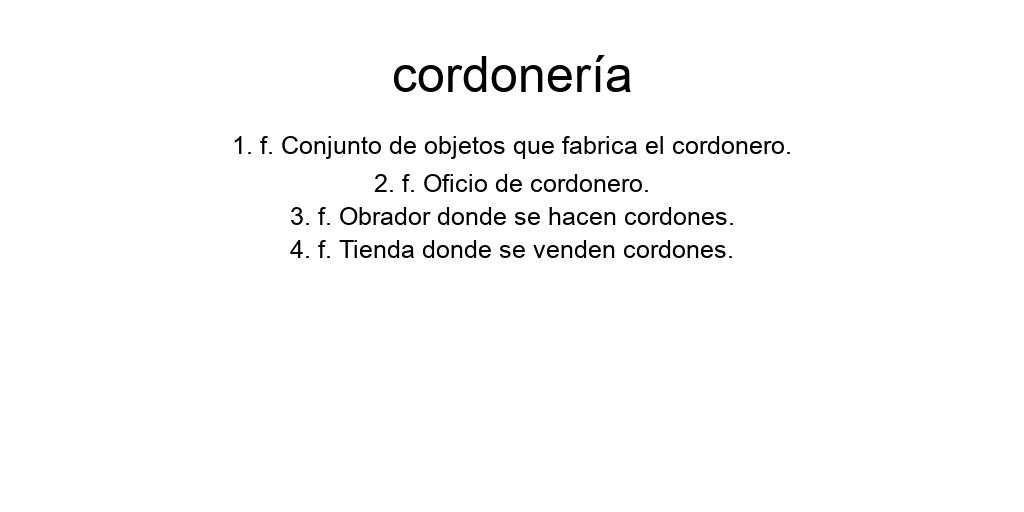 cordonería
1. f. Conjunto de objetos que fabrica el cordonero.
2. f. Oficio de cordonero.
3. f. Obrador donde se hacen cordones.
4. f. Tienda donde se venden cordones.